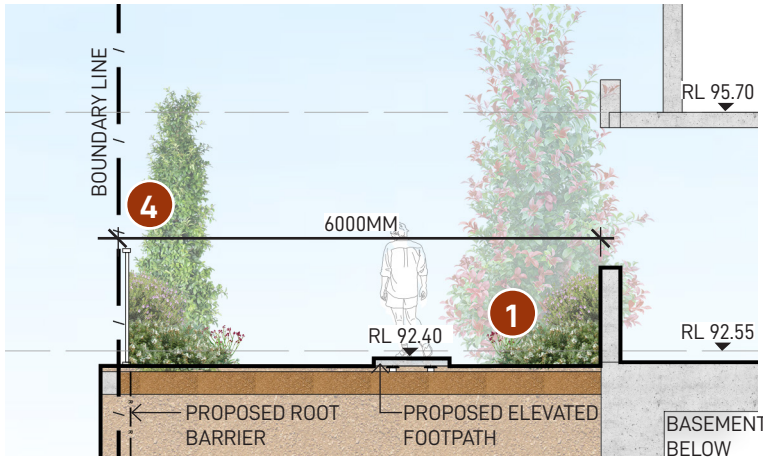 BOUNDARY LINE
RL 95.70
4
6000MM
1
RL 92.40
RL 92.55
PROPOSED ROOT
BARRIER
PROPOSED ELEVATED
FOOTPATH
BASEMENT
BELOW